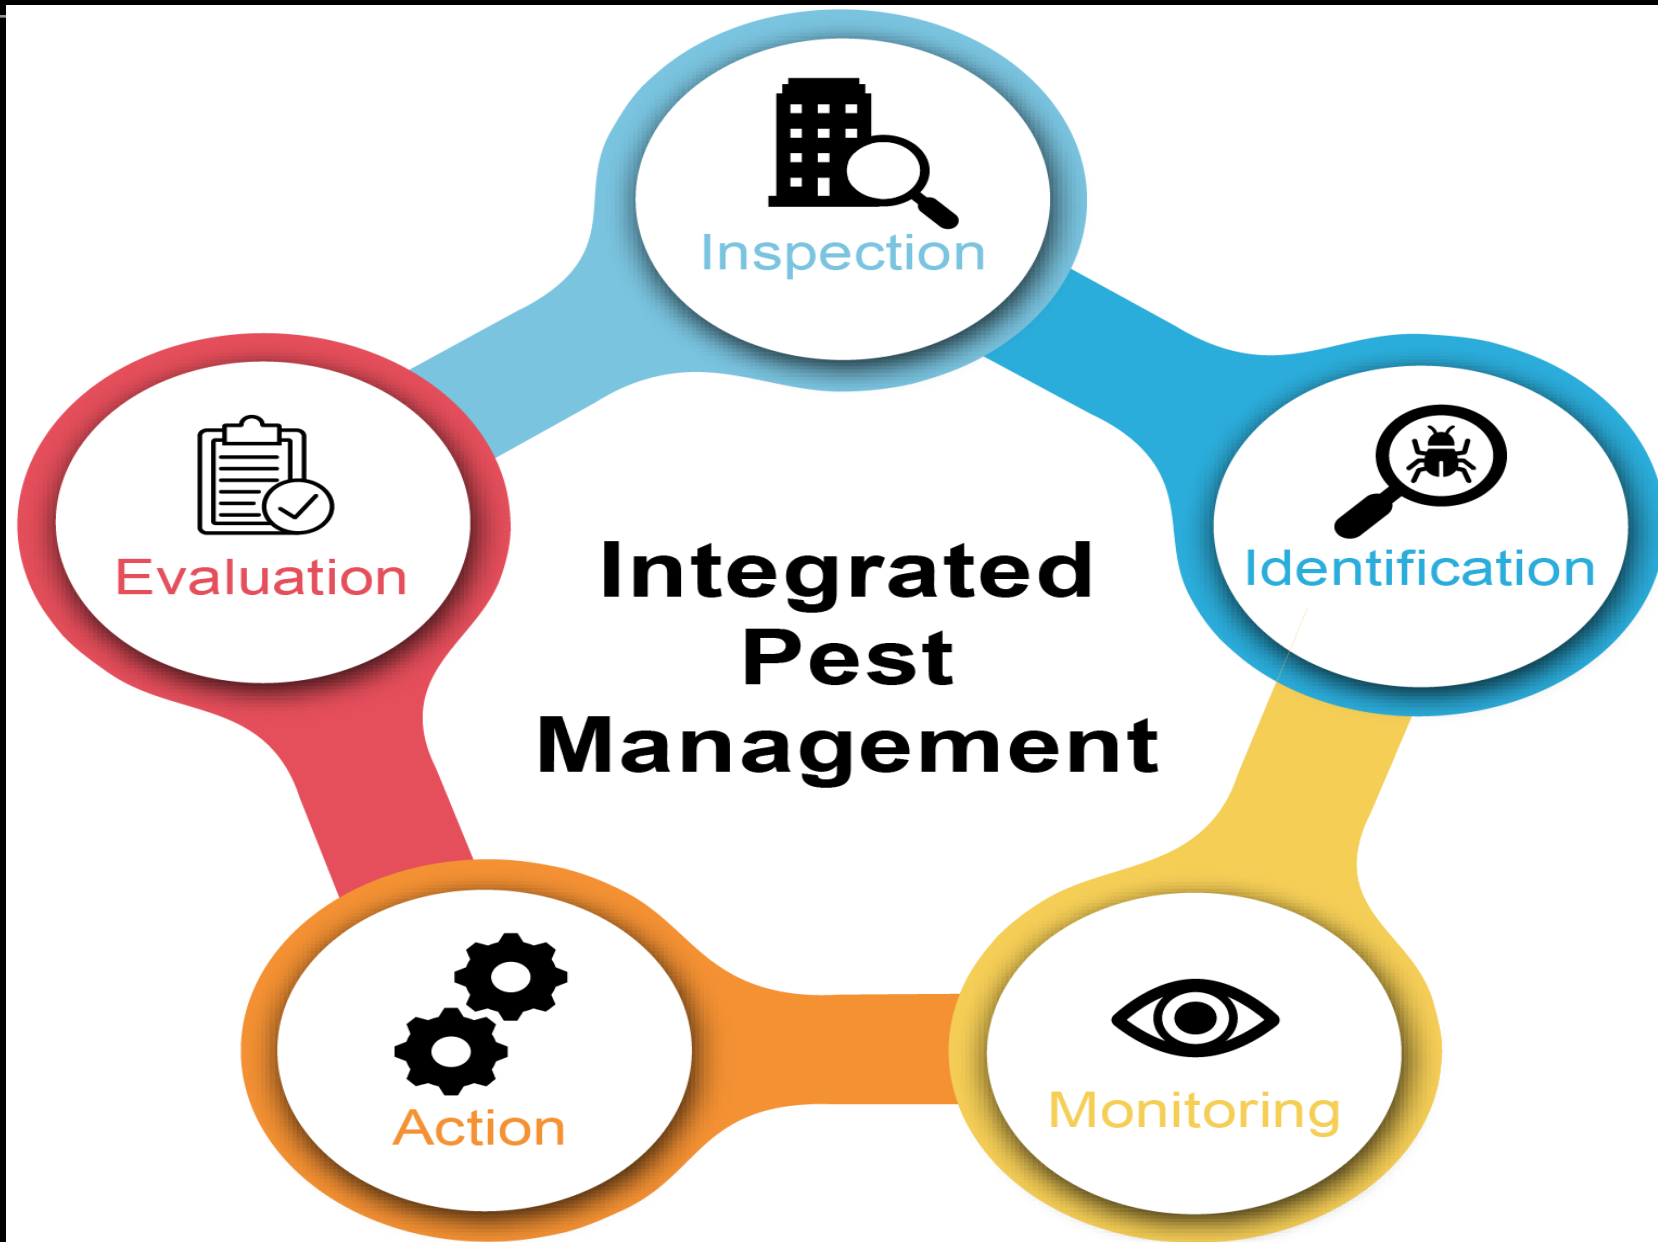 Inspection
Identification
Evaluation
Integrated
Pest
Management
Monitoring
Action